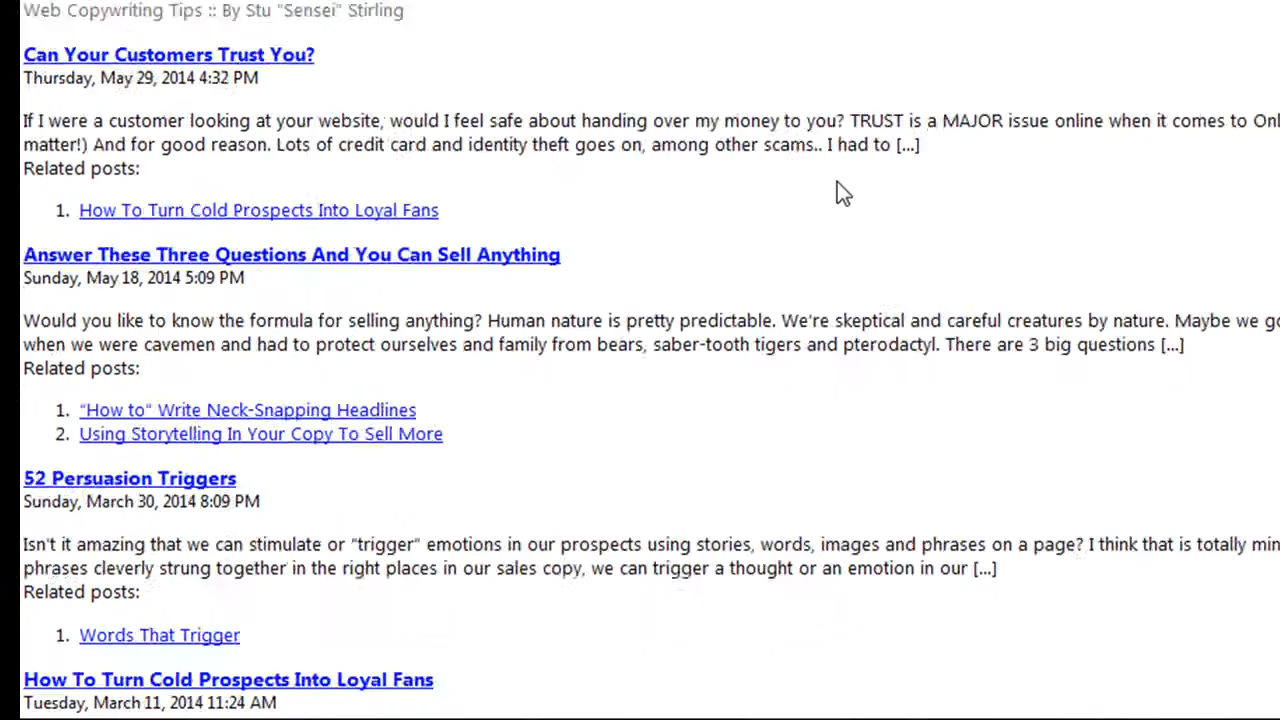 Web Copywriting Tips :: By Stu "Sensei" Stirling
Can Your Customers Trust You?
Thursday, May 29, 2014 4:32 PM
If I were a customer looking at your website, would I feel safe about handing over my money to you? TRUST is a MAJOR issue online when it comes to Onl
matter!) And for good reason. Lots of credit card and identity theft goes on, among other scams.. I had to [...]
Related posts:
1. How To Turn Cold Prospects Into Loyal Fans
Answer These Three Questions And You Can Sell Anything
Sunday, May 18, 2014 5:09 PM
Would you like to know the formula for selling anything? Human nature is pretty predictable. We're skeptical and careful creatures by nature. Maybe we go
when we were cavemen and had to protect ourselves and family from bears, saber-tooth tigers and pterodactyl. There are 3 big questions [...]
Related posts:
1. "How to" Write Neck-Snapping Headlines
2. Using Storytelling In Your Copy To Sell More
52 Persuasion Triggers
Sunday, March 30, 2014 8:09 PM
Isn't it amazing that we can stimulate or "trigger" emotions in our prospects using stories, words, images and phrases on a page? I think that is totally min
phrases cleverly strung together in the right places in our sales copy, we can trigger a thought or an emotion in our [...]
Related posts:
1. Words That Trigger
How To Turn Cold Prospects Into Loyal Fans
Tuesday, March 11, 2014 11:24 AM